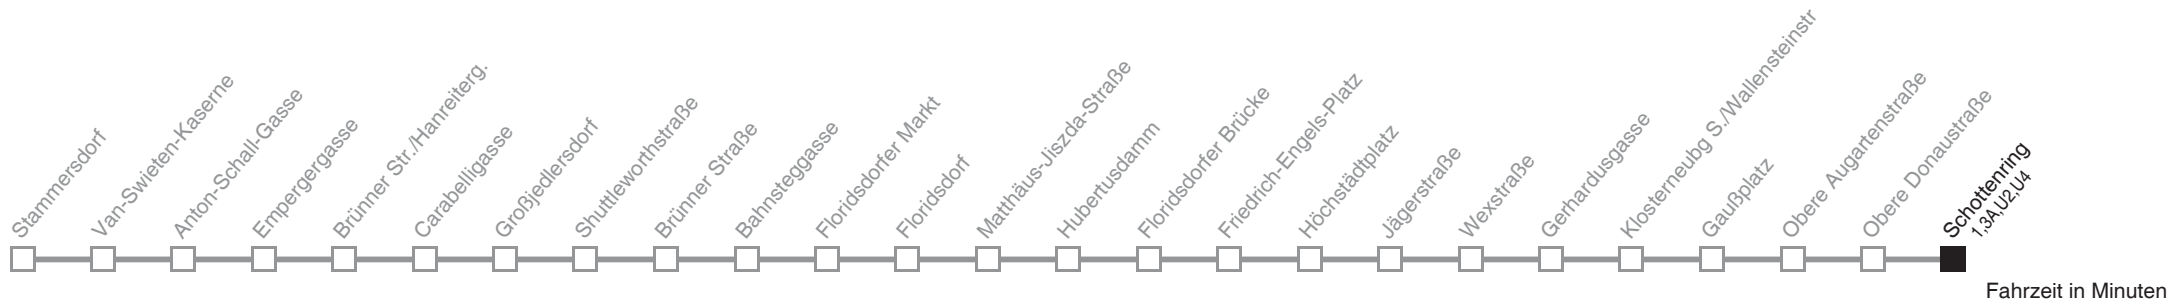 Stammersdorf
Van-Swieten-Kaserne
Anton-Schall-Gasse
Empergergasse
Brünner Str./Hanreiterg.
Carabelligasse
Großjedlersdorf
Shuttleworthstraße
Brünner Straße
Bahnsteggasse
Floridsdorfer Markt
Floridsdorf
Matthäus-Jiszda-Straße
Hubertusdamm
Floridsdorfer Brücke
Friedrich-Engels-Platz
Höchstädtplatz
Jägerstraße
Wexstraße
Gerhardusgasse
Klosterneubg S./Wallensteinstr
Gaußplatz
Obere Augartenstraße
Obere Donaustraße
Schottenring
1,3A,U2,U4
Fahrzeit in Minuten